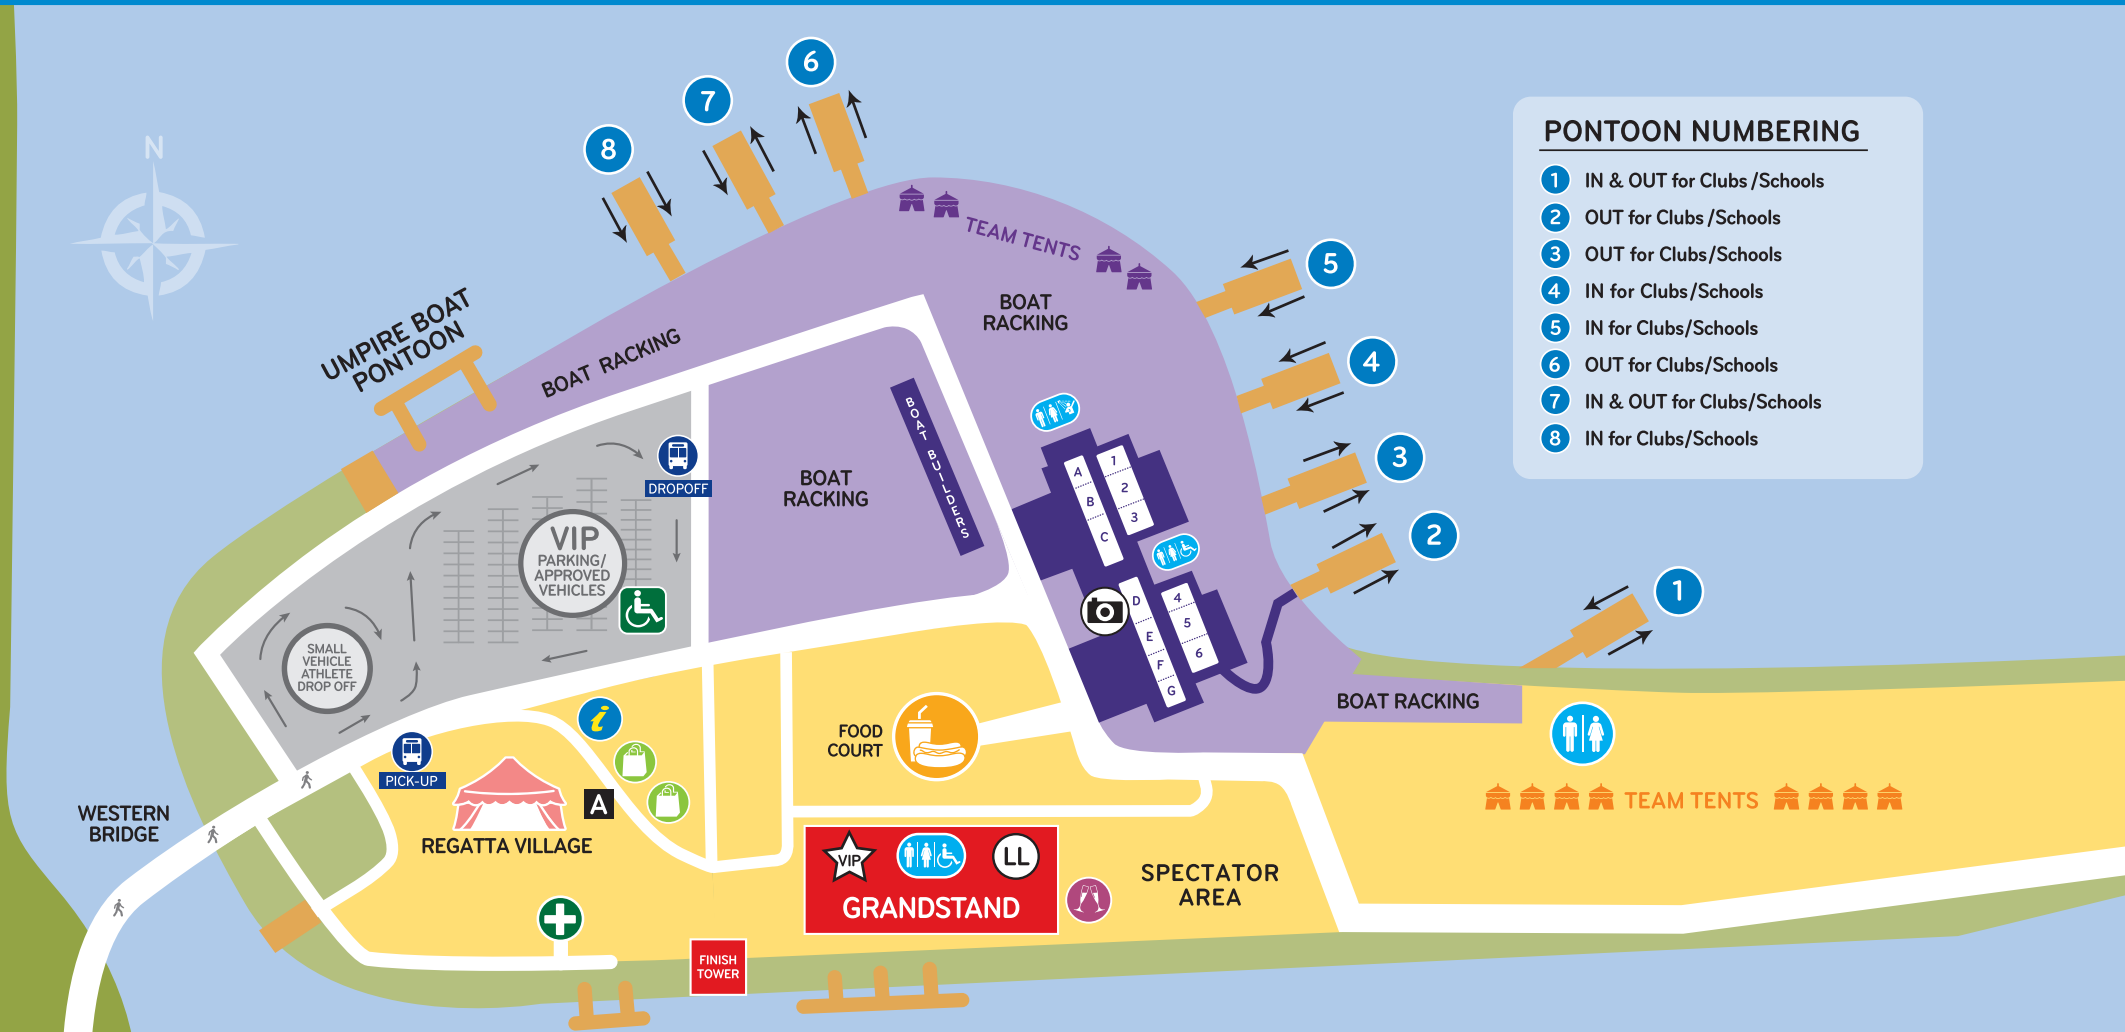 N
6
7
8
5
4
3
2
1
PONTOON NUMBERING
1 IN & OUT for Clubs/Schools
2 OUT for Clubs/Schools
3 OUT for Clubs/Schools
4 IN for Clubs/Schools
5 IN for Clubs/Schools
6 OUT for Clubs/Schools
7 IN & OUT for Clubs/Schools
8 IN for Clubs/Schools
UMPIRE BOAT
PONTOON
BOAT RACKING
TEAM TENTS
BOAT
RACKING
DROPOFF
BOAT
RACKING
BOAT BUILDERS
A
B
C
1
2
3
D
E
F
G
4
5
6
VIP
PARKING/
APPROVED
VEHICLES
SMALL
VEHICLE
ATHLETE
DROP OFF
BOAT RACKING
TEAM TENTS
i
FOOD
COURT
PICK-UP
A
REGATTA VILLAGE
WESTERN
BRIDGE
VIP
LL
GRANDSTAND
SPECTATOR
AREA
FINISH
TOWER